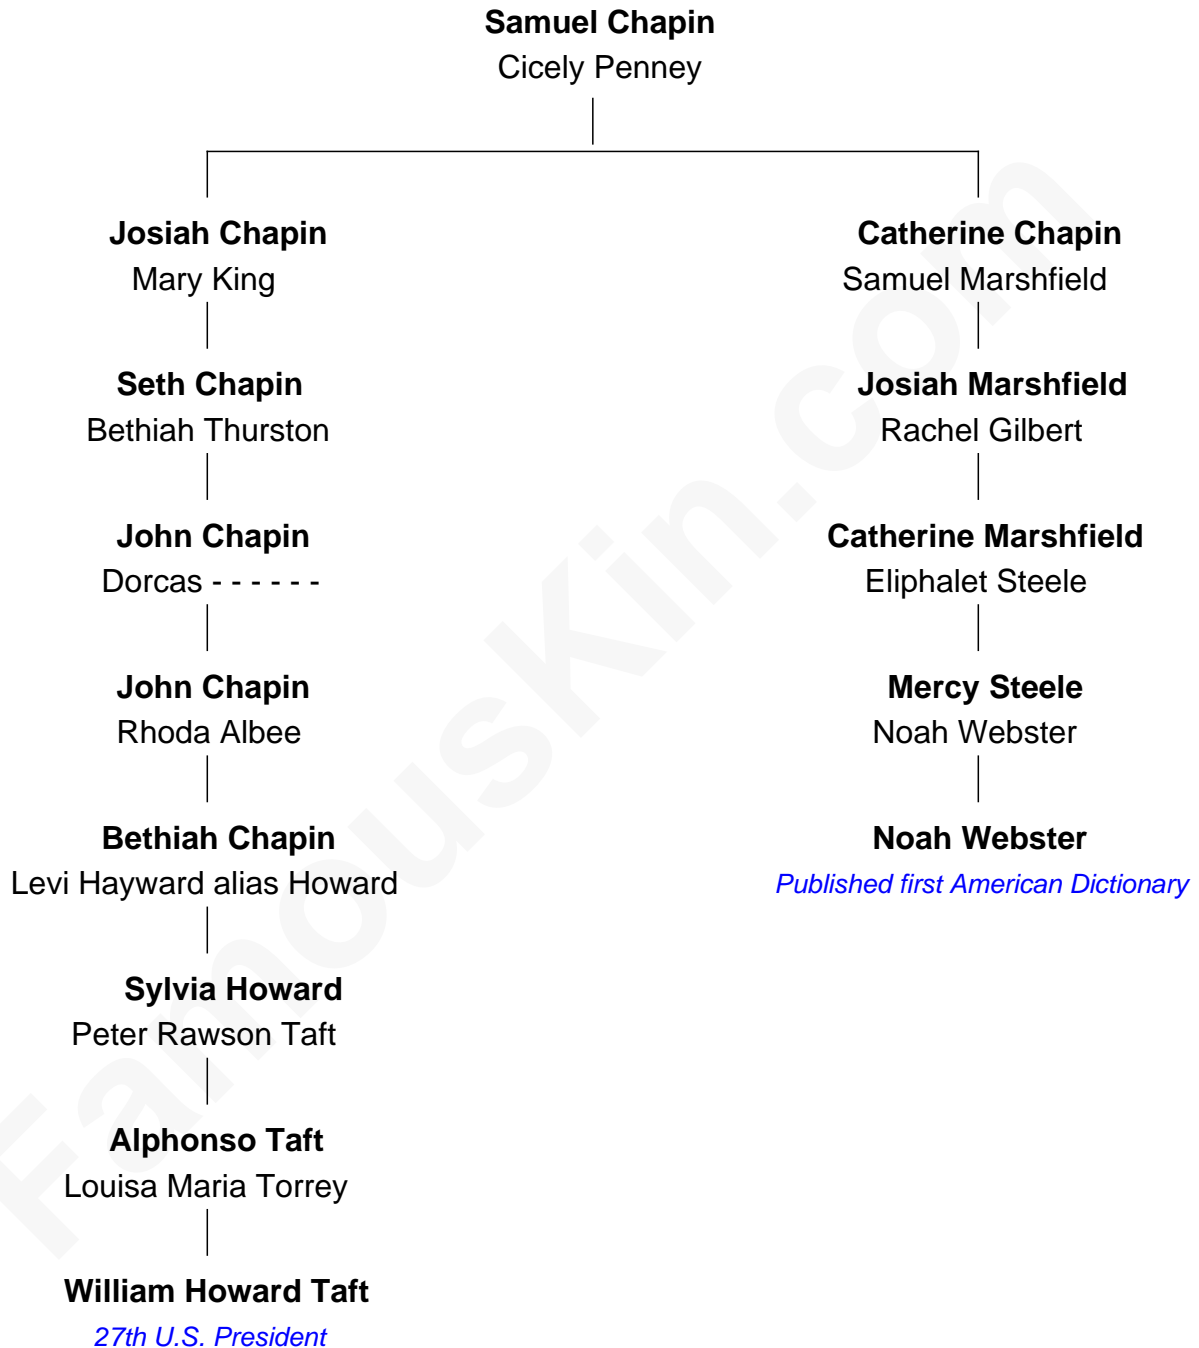 Samuel Chapin
Cicely Penney
Josiah Chapin
Mary King
Seth Chapin
Bethiah Thurston
John Chapin
Dorcas - - - - - -
John Chapin
Rhoda Albee
Bethiah Chapin
Levi Hayward alias Howard
Sylvia Howard
Peter Rawson Taft
Alphonso Taft
Louisa Maria Torrey
William Howard Taft
27th U.S. President
Catherine Chapin
Samuel Marshfield
Josiah Marshfield
Rachel Gilbert
Catherine Marshfield
Eliphalet Steele
Mercy Steele
Noah Webster
Noah Webster
Published first American Dictionary
FamousKin.com